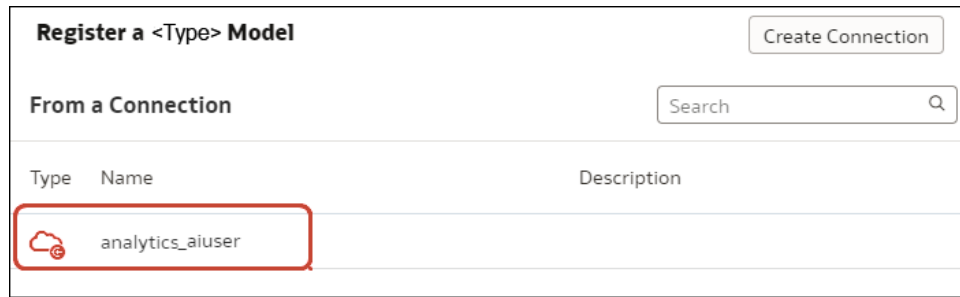 Register a <Type> Model
Create Connection
From a Connection
Search
Type Name Description
analytics_aiuser